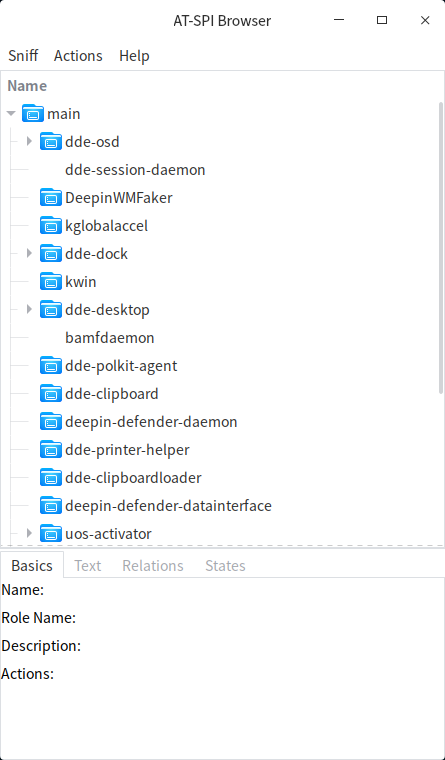 AT-SPI Browser
Sniff Actions Help
Name
main
dde-osd
dde-session-daemon
DeepinWMFaker
kglobalaccel
dde-dock
kwin
dde-desktop
bamfdaemon
dde-polkit-agent
dde-clipboard
deepin-defender-daemon
dde-printer-helper
dde-clipboardloader
deepin-defender-datainterface
uos-activator
Basics Text Relations States
Name:
Role Name:
Description:
Actions: